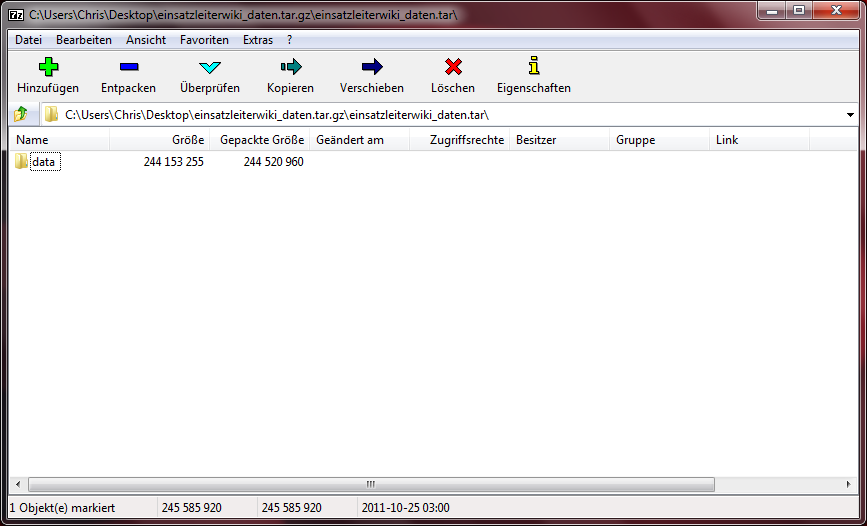 7z C:\Users\Chris\Desktop\einsatzleiterwiki_daten.tar.gz\einsatzleiterwiki_daten.tar\
Datei Bearbeiten Ansicht Favoriten Extras ?
Hinzufügen Entpacken Überprüfen Kopieren Verschieben Löschen Eigenschaften
C:\Users\Chris\Desktop\einsatzleiterwiki_daten.tar.gz\einsatzleiterwiki_daten.tar\
Name Größe Gepackte Größe Geändert am Zugriffsrechte Besitzer Gruppe Link
data 244 153 255 244 520 960
1 Objekt(e) markiert 245 585 920 245 585 920 2011-10-25 03:00